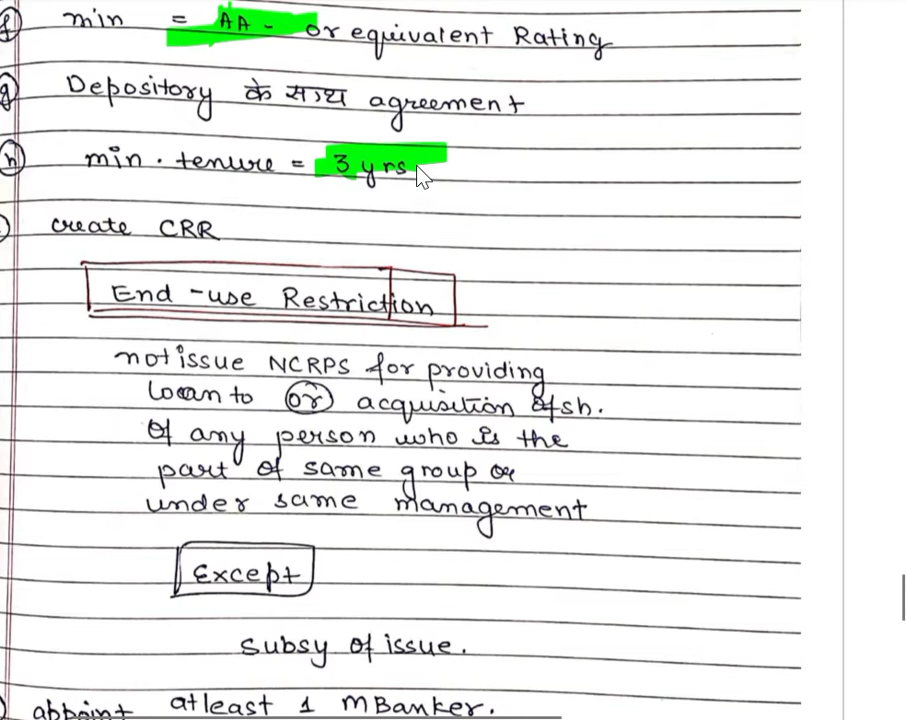 (f) min = AA - or equivalent Rating
(g) Depository के साथ agreement
(h) min. tenure = 3 yrs
create CRR
End-use Restriction
not issue NCRPS for providing
loan to (or) acquisition of sh.
of any person who is the
part of same group or
under same management
Except
subsy of issue.
appoint atleast 1 MBanker.